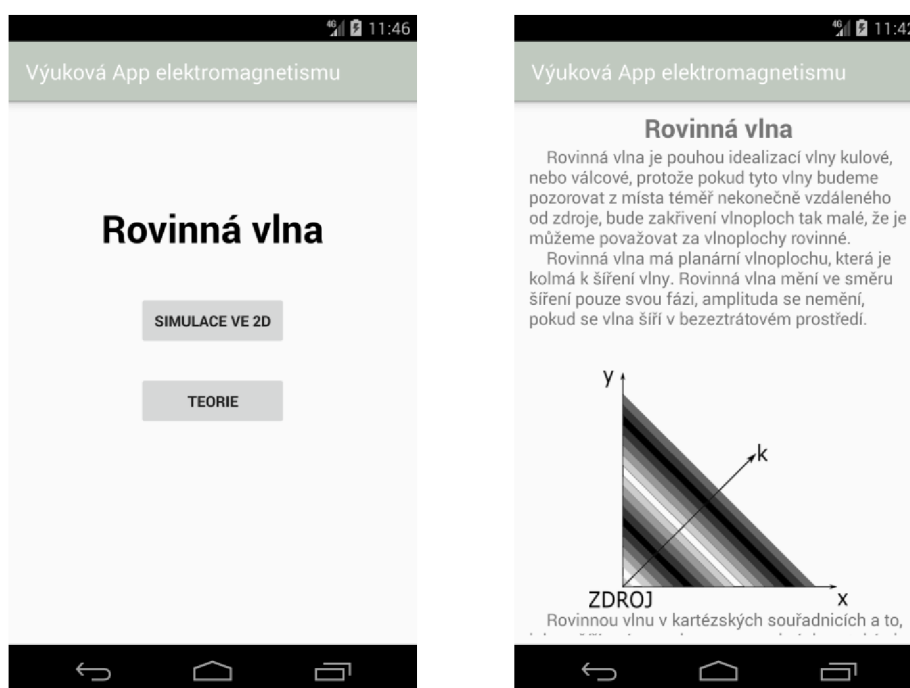 4G 11:46
Výuková App elektromagnetismu
Rovinná vlna
SIMULACE VE 2D
TEORIE
4G 11:42
Výuková App elektromagnetismu
Rovinná vlna
Rovinná vlna je pouhou idealizací vlny kulové,
nebo válcové, protože pokud tyto vlny budeme
pozorovat z místa téměř nekonečně vzdáleného
od zdroje, bude zakřivení vlnoploch tak malé, že je
můžeme považovat za vlnoplochy rovinné.
Rovinná vlna má planární vlnoplochu, která je
kolmá k šíření vlny. Rovinná vlna mění ve směru
šíření pouze svou fázi, amplituda se nemění,
pokud se vlna šíří v bezeztrátovém prostředí.
y
k
ZDROJ
x
Rovinnou vlnu v kartézských souřadnicích a to,